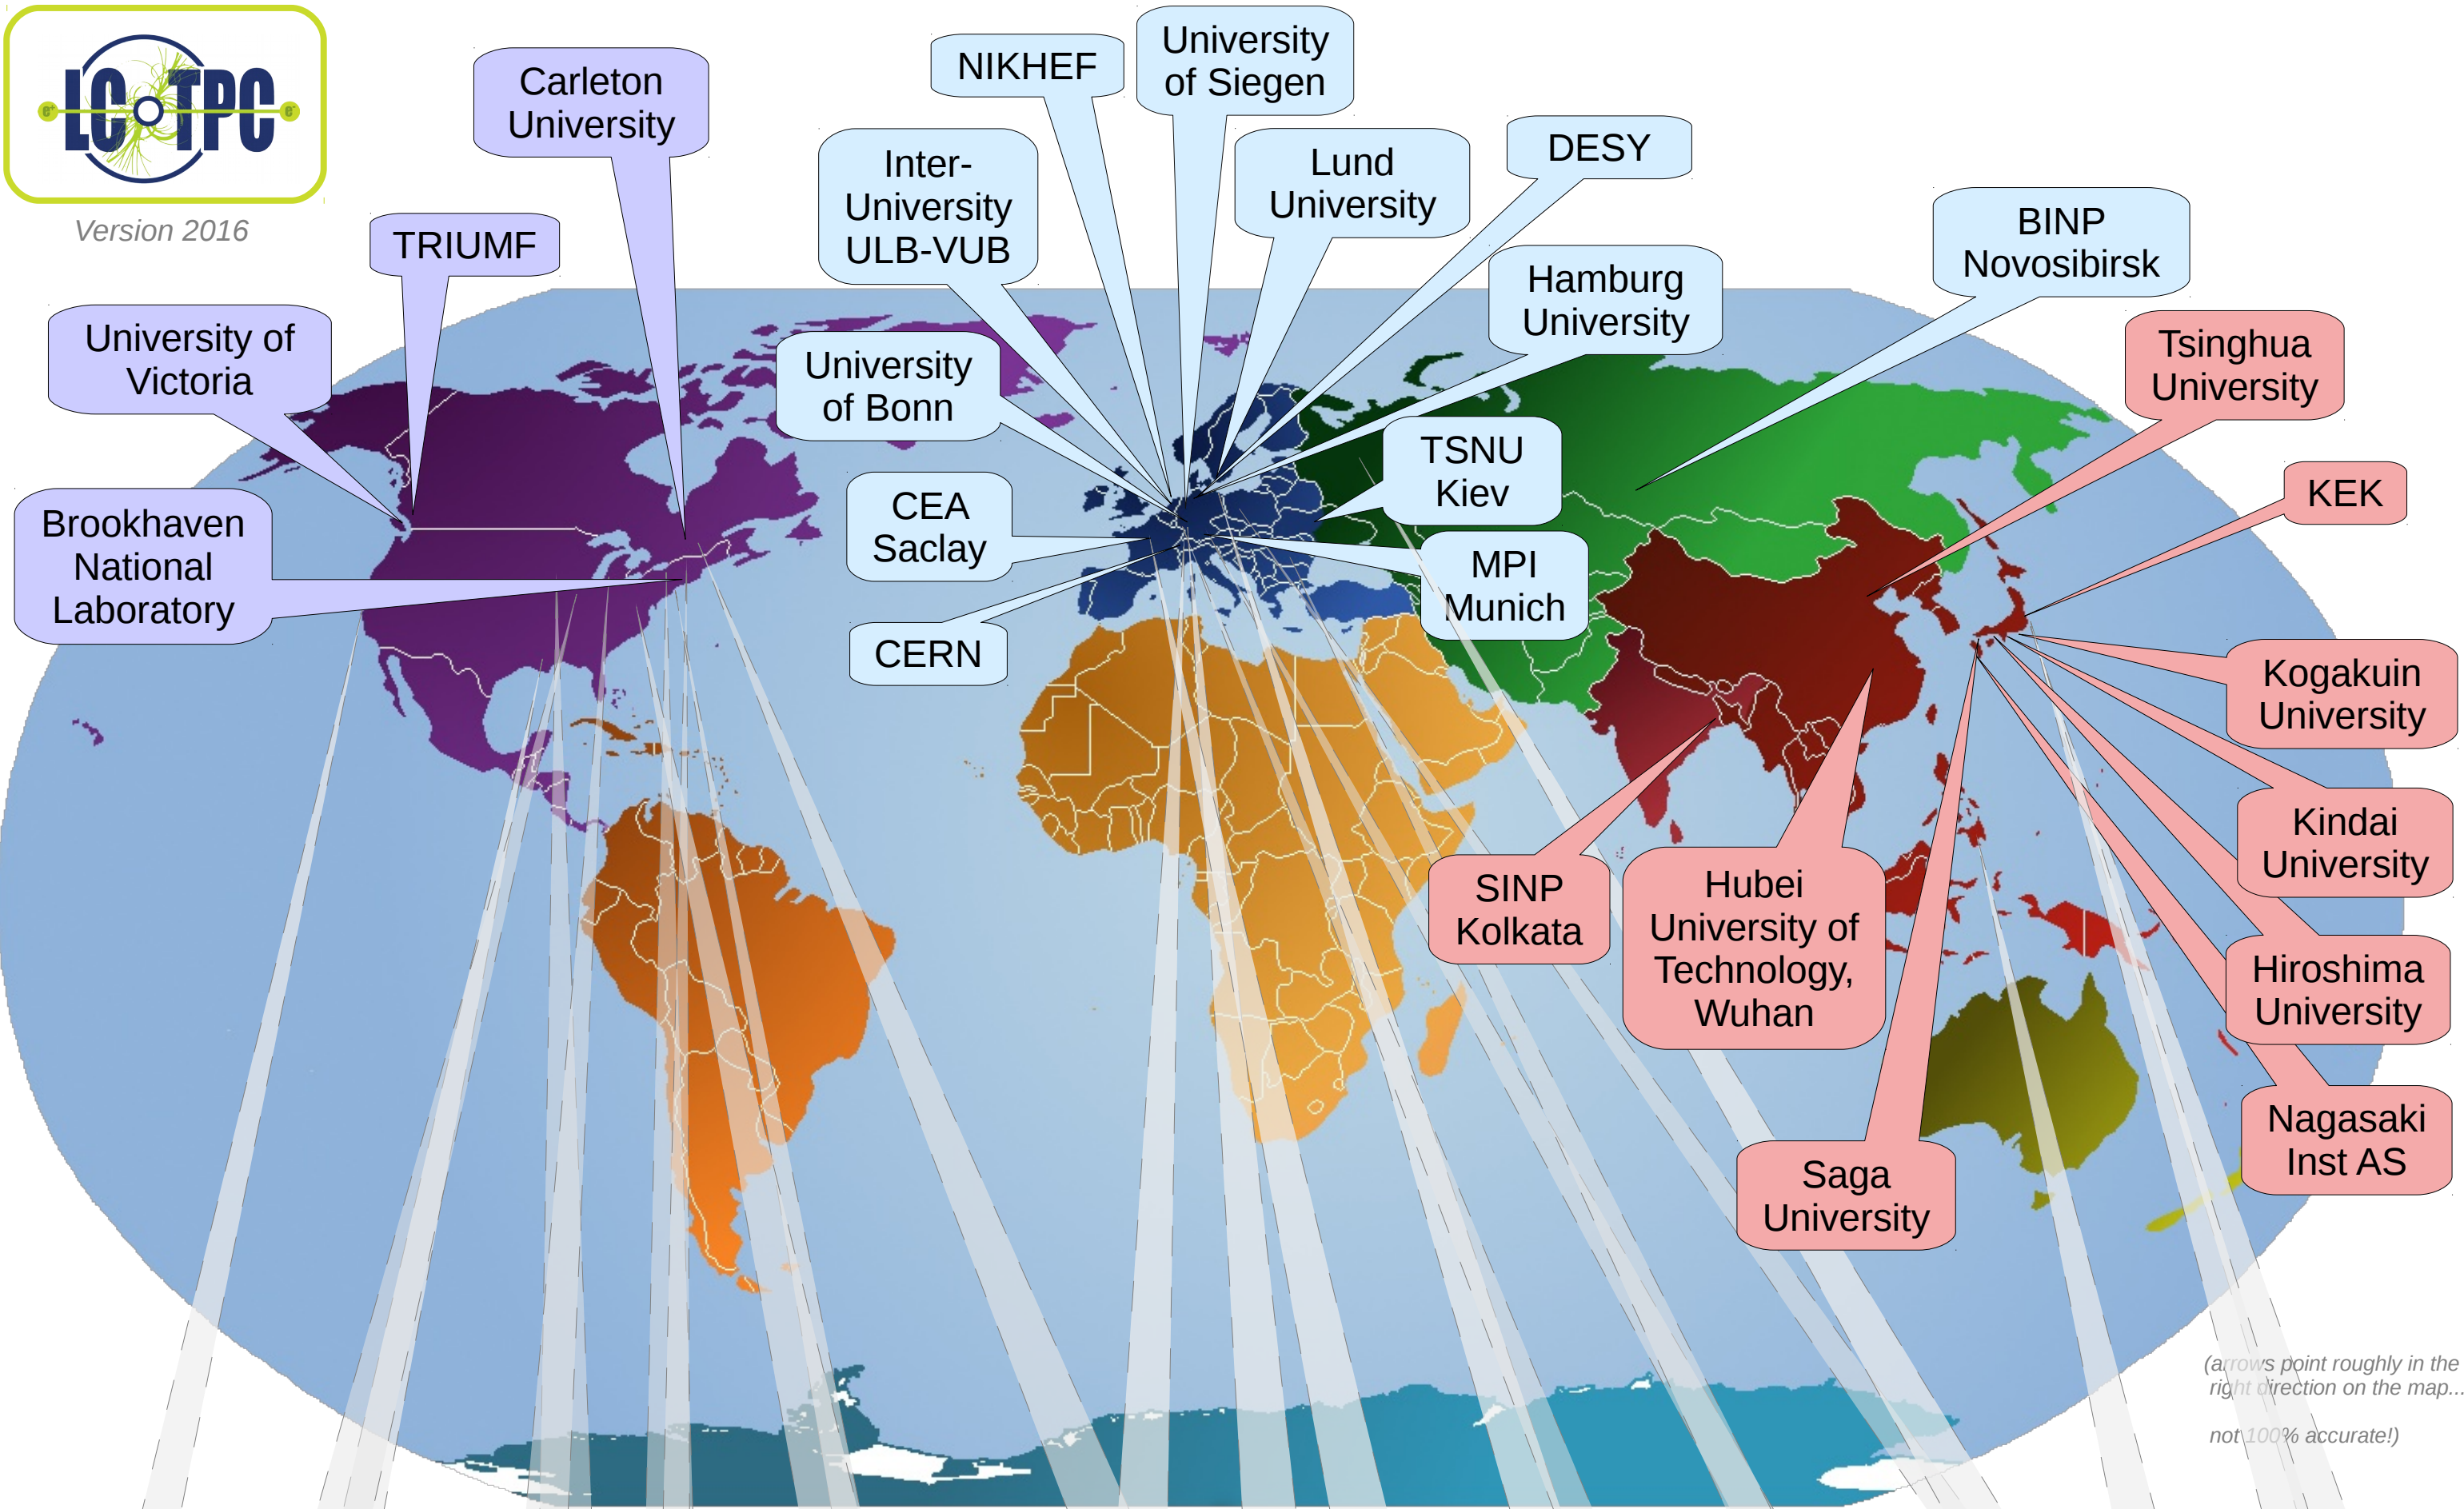 LC TPC
e+
e-
Version 2016
Carleton
University
TRIUMF
University of
Victoria
Brookhaven
National
Laboratory
NIKHEF
University
of Siegen
Inter-
University
ULB-VUB
Lund
University
DESY
Hamburg
University
BINP
Novosibirsk
University
of Bonn
CEA
Saclay
CERN
TSNU
Kiev
MPI
Munich
Tsinghua
University
KEK
Kogakuin
University
Kindai
University
Hiroshima
University
Nagasaki
Inst AS
SINP
Kolkata
Hubei
University of
Technology,
Wuhan
Saga
University
(arrows point roughly in the
right direction on the map...
not 100% accurate!)